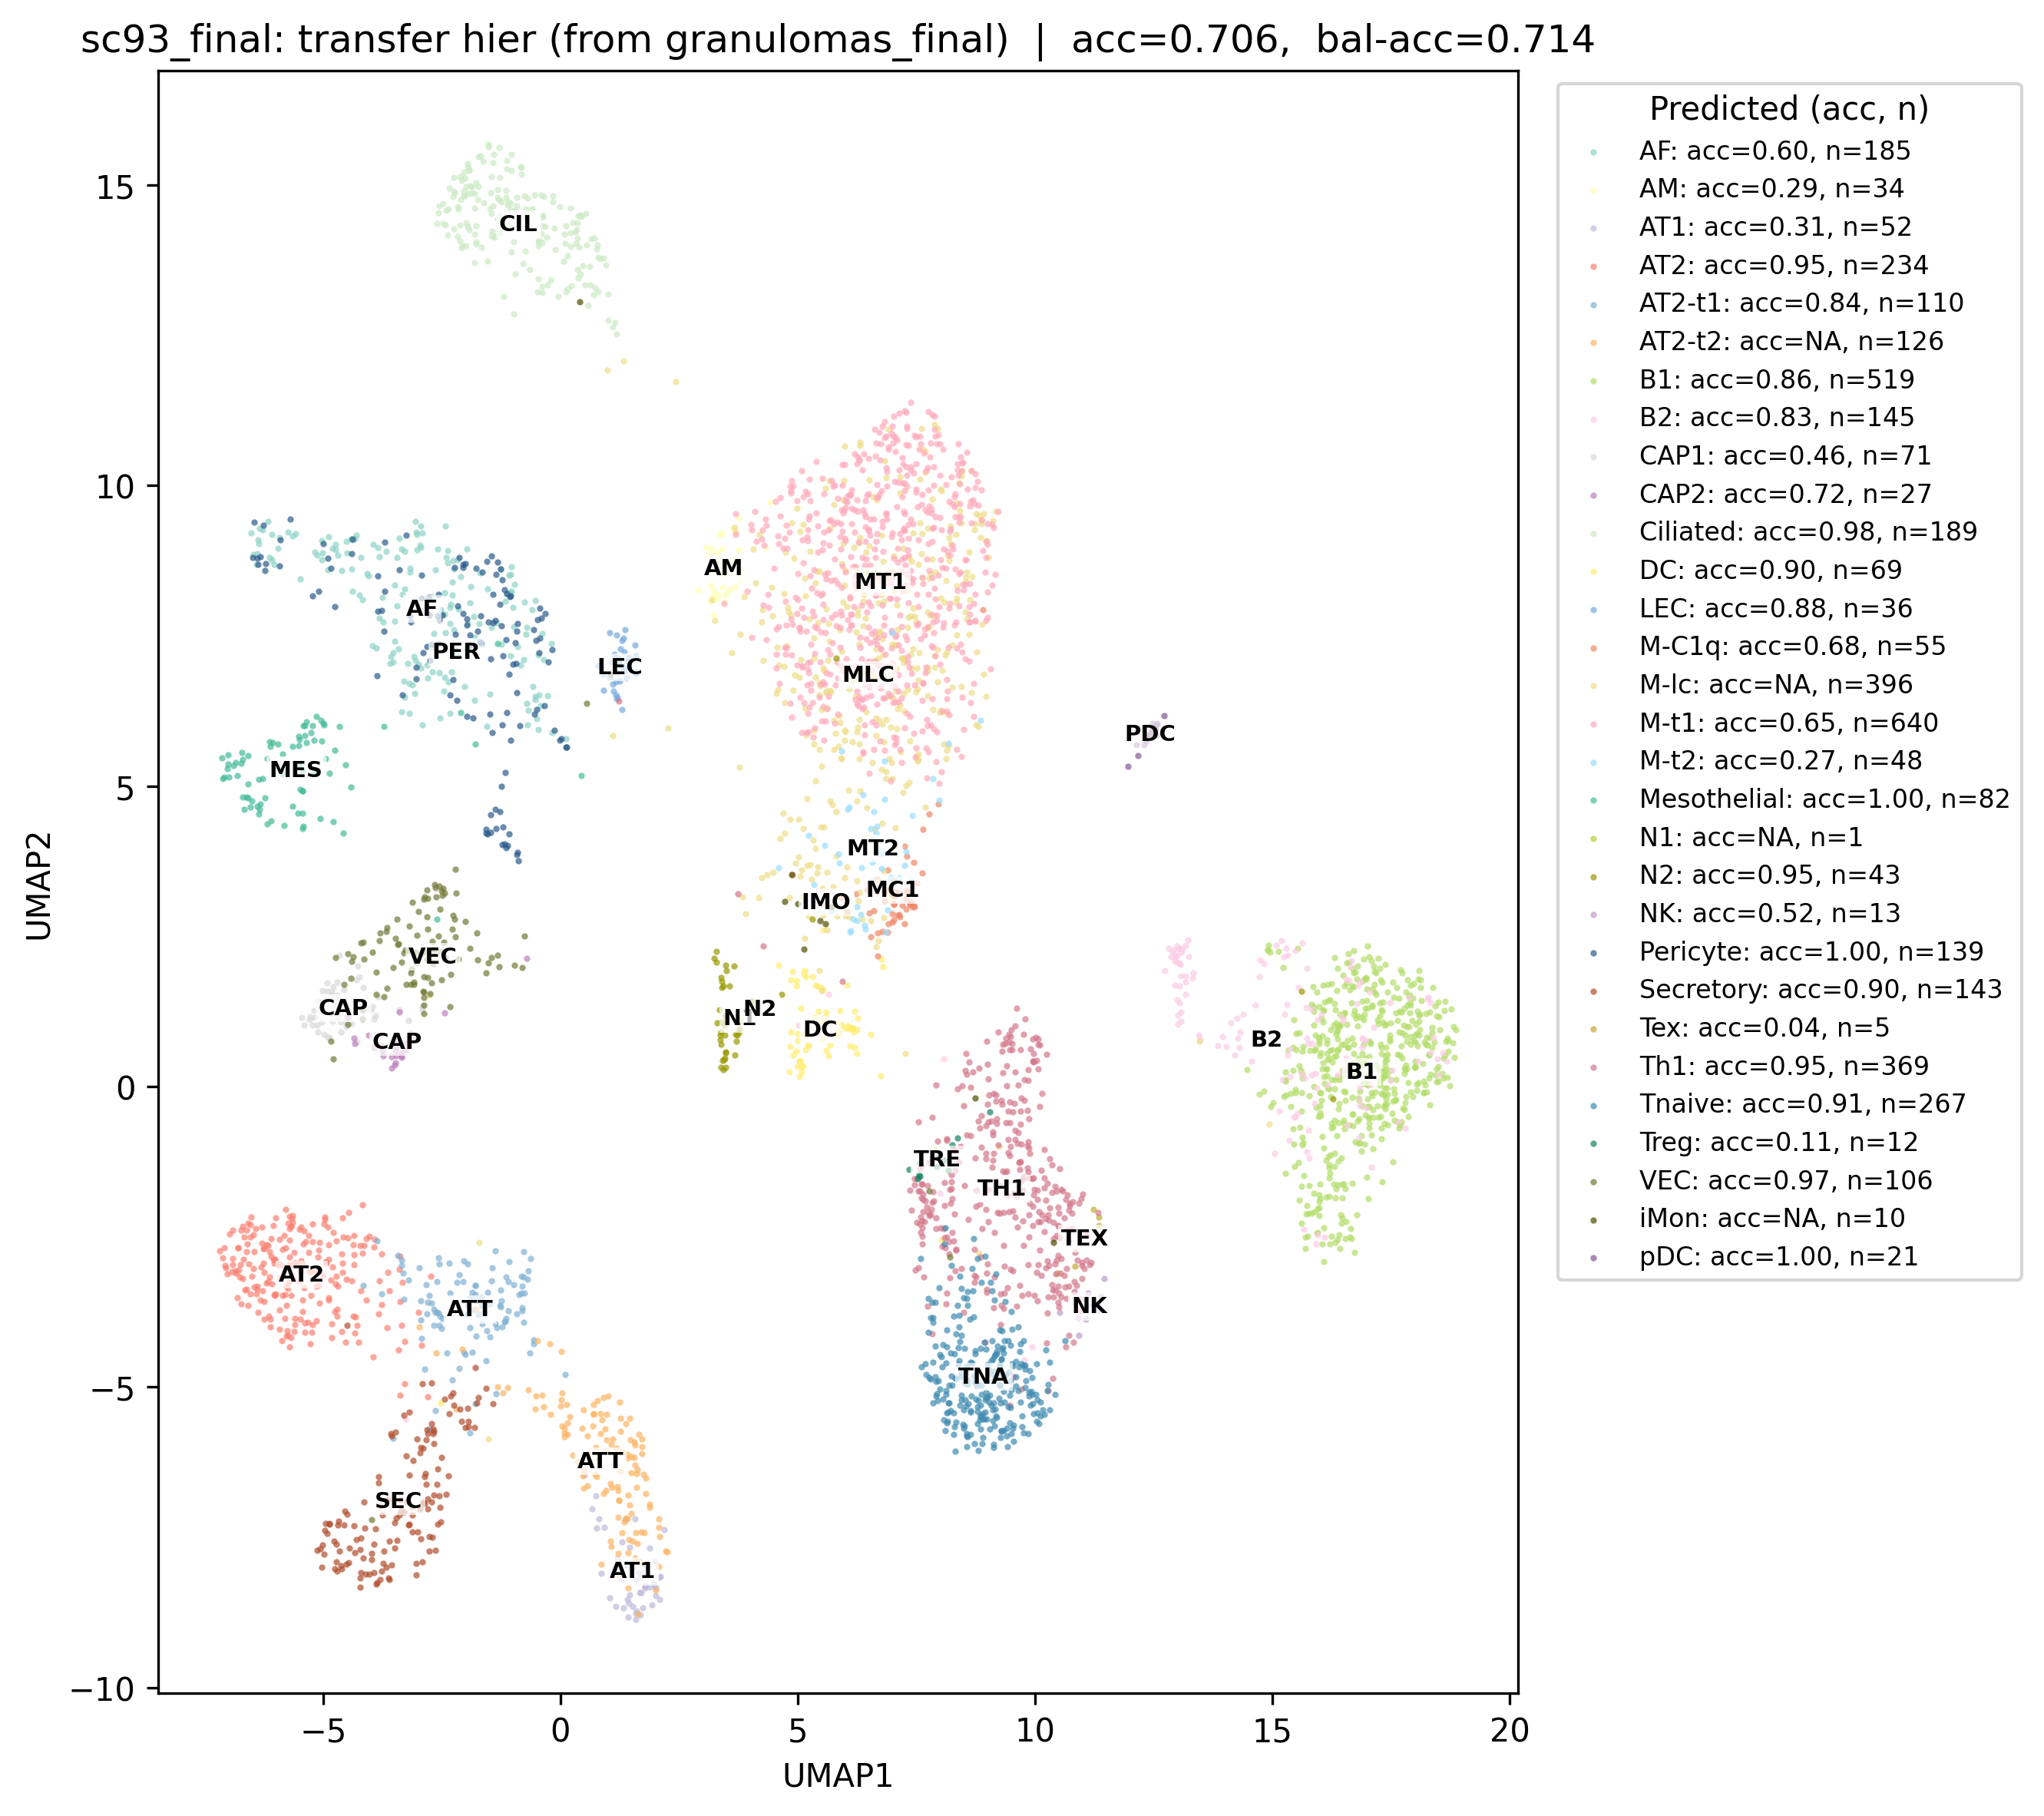 sc93_final: transfer hier (from granulomas_final)  |  acc=0.706,  bal-acc=0.714
Predicted (acc, n)
AF: acc=0.60, n=185
AM: acc=0.29, n=34
AT1: acc=0.31, n=52
AT2: acc=0.95, n=234
AT2-t1: acc=0.84, n=110
AT2-t2: acc=NA, n=126
B1: acc=0.86, n=519
B2: acc=0.83, n=145
CAP1: acc=0.46, n=71
CAP2: acc=0.72, n=27
Ciliated: acc=0.98, n=189
DC: acc=0.90, n=69
LEC: acc=0.88, n=36
M-C1q: acc=0.68, n=55
M-lc: acc=NA, n=396
M-t1: acc=0.65, n=640
M-t2: acc=0.27, n=48
Mesothelial: acc=1.00, n=82
N1: acc=NA, n=1
N2: acc=0.95, n=43
NK: acc=0.52, n=13
Pericyte: acc=1.00, n=139
Secretory: acc=0.90, n=143
Tex: acc=0.04, n=5
Th1: acc=0.95, n=369
Tnaive: acc=0.91, n=267
Treg: acc=0.11, n=12
VEC: acc=0.97, n=106
iMon: acc=NA, n=10
pDC: acc=1.00, n=21
UMAP2
15
10
5
0
−5
−10
CIL
AM
MT1
AF
PER
LEC
MLC
PDC
MES
MT2
MC1
IMO
VEC
CAP
CAP
N2
DC
B2
B1
TRE
TH1
TEX
NK
TNA
AT2
ATT
ATT
SEC
AT1
−5
0
5
10
15
20
UMAP1